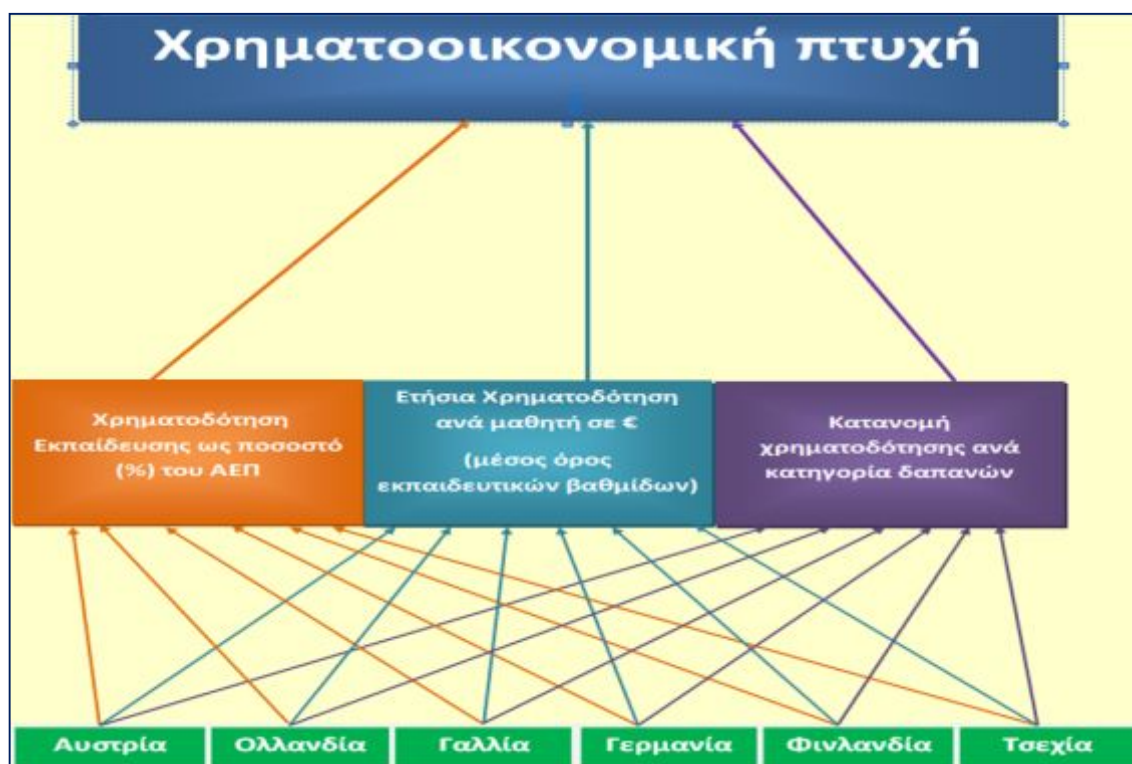 Χρηματοοικονομική πτυχή
Χρηματοδότηση
Εκπαίδευσης ως ποσοστό
(%) του ΑΕΠ
Ετήσια Χρηματοδότηση
ανά μαθητή σε €
(μέσος όρος
εκπαιδευτικών βαθμίδων)
Κατανομή
χρηματοδότησης ανά
κατηγορία δαπανών
Αυστρία
Ολλανδία
Γαλλία
Γερμανία
Φινλανδία
Τσεχία